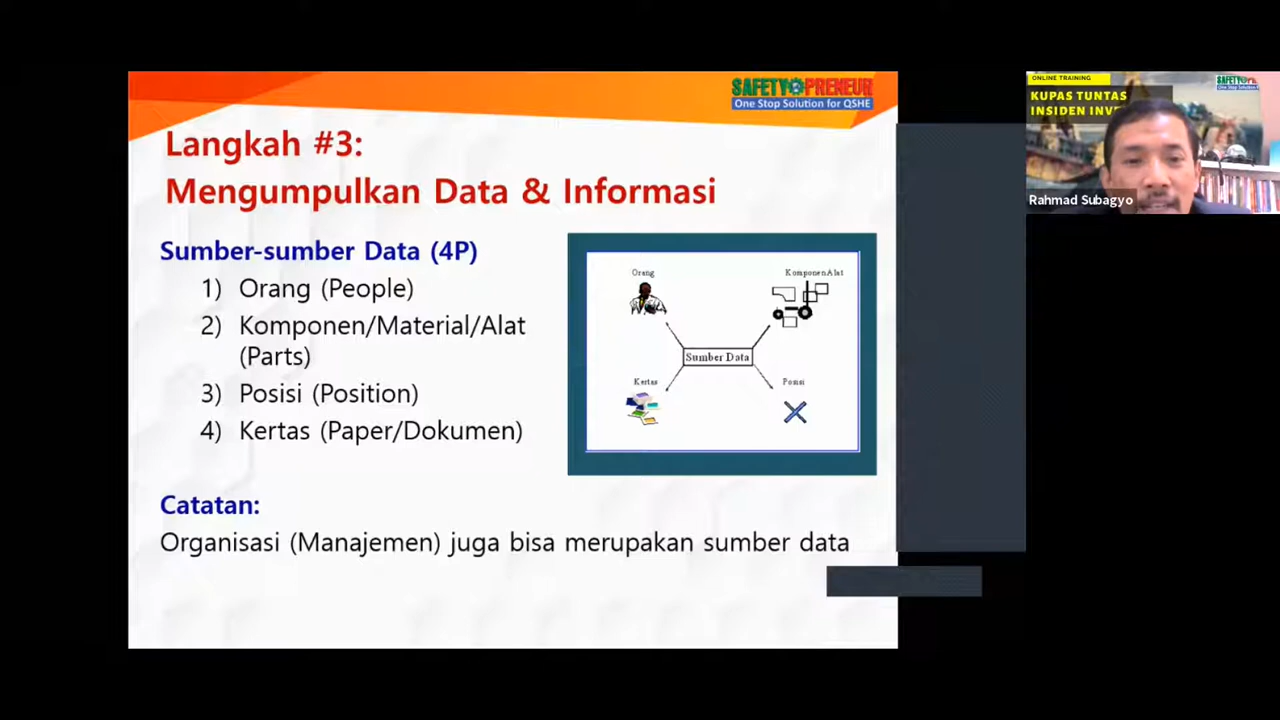 SAFETYPRENEUR
One Stop Solution for QSHE
Langkah #3:
Mengumpulkan Data & Informasi
Sumber-sumber Data (4P)
1) Orang (People)
2) Komponen/Material/Alat
(Parts)
3) Posisi (Position)
4) Kertas (Paper/Dokumen)
Orang
KomponenAlat
Sumber Data
Kertas
Posisi
Catatan:
Organisasi (Manajemen) juga bisa merupakan sumber data
ONLINE TRAINING
KUPAS TUNTAS
INSIDEN INVE
Rahmad Subagyo